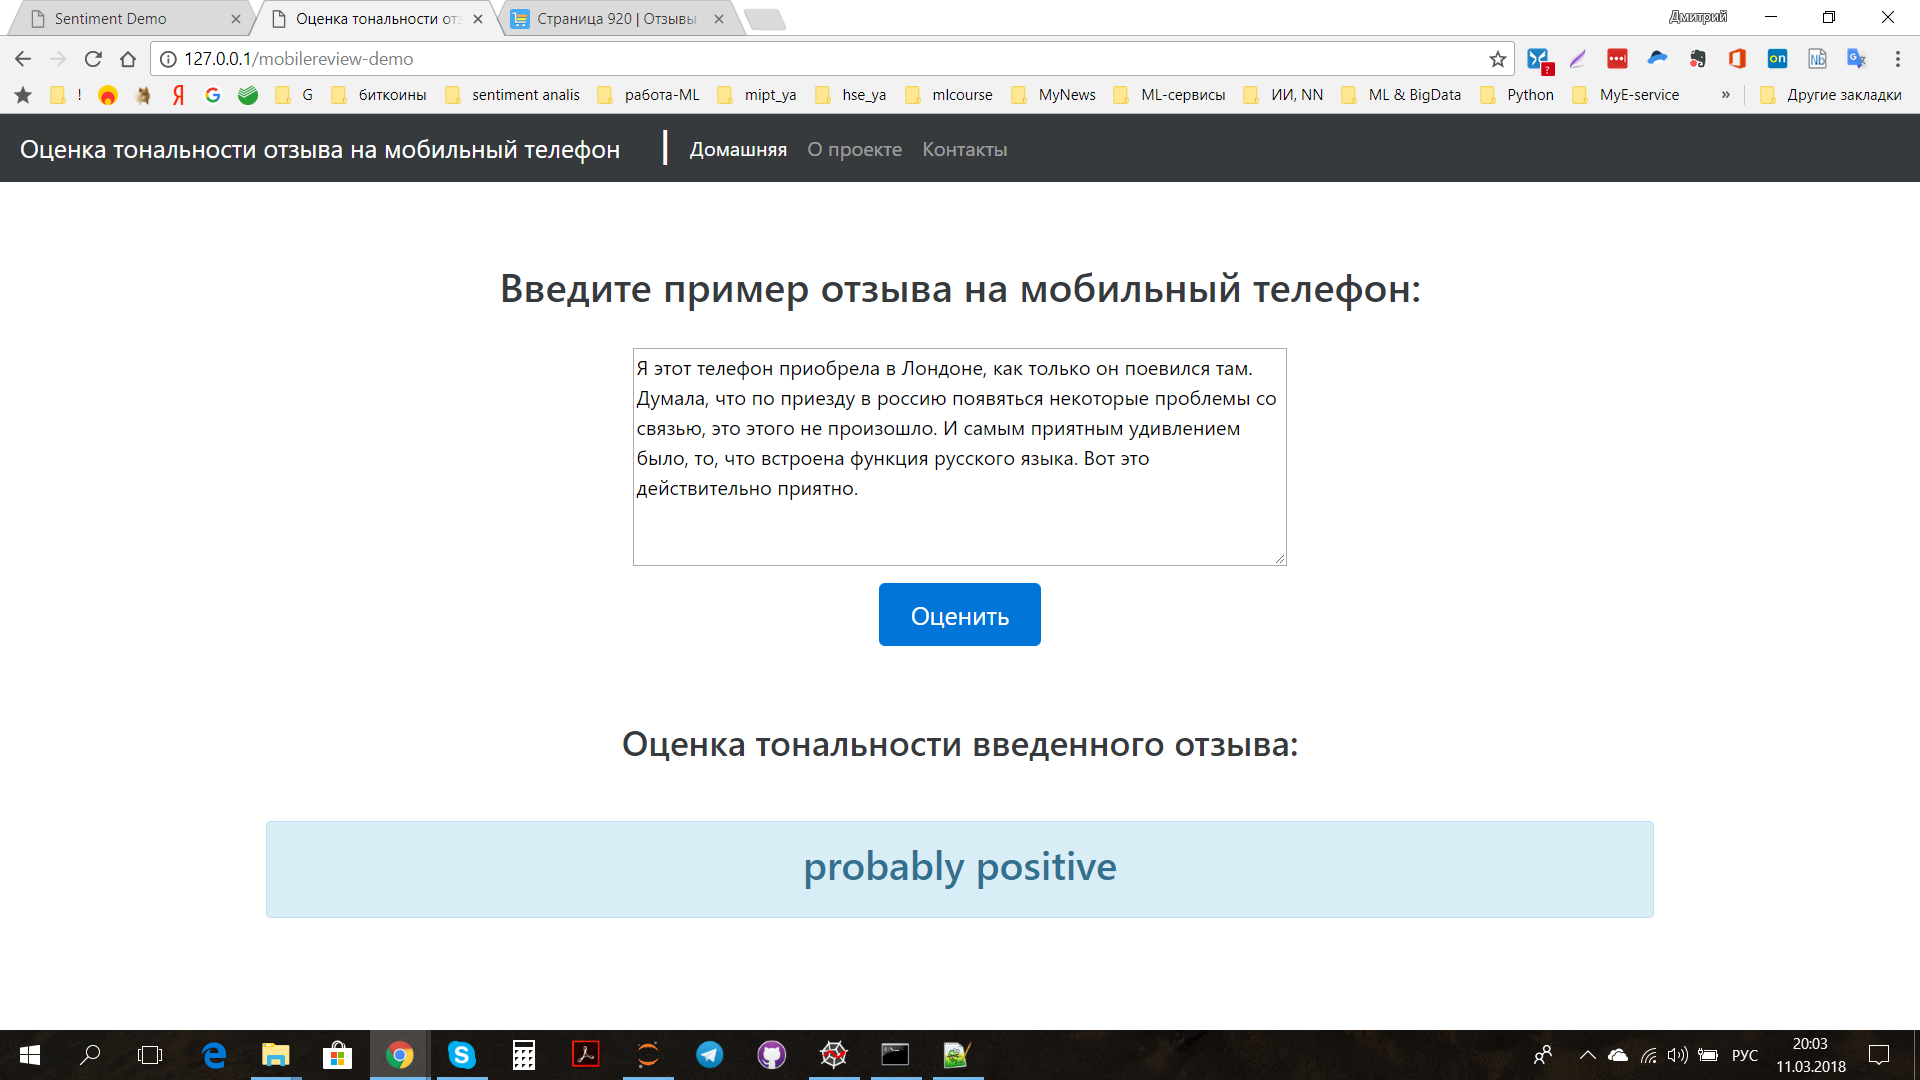 Sentiment Demo
Оценка тональности от
Страница 920 | Отзывы
Дмитрий
127.0.0.1/mobilereview-demo
!
G
биткоины
sentiment analis
работа-ML
mipt_ya
hse_ya
mlcourse
MyNews
ML-сервисы
ИИ, NN
ML & BigData
Python
MyE-service
»
Другие закладки
Оценка тональности отзыва на мобильный телефон
Домашняя
О проекте
Контакты
Введите пример отзыва на мобильный телефон:
Я этот телефон приобрела в Лондоне, как только он поевился там.
Думала, что по приезду в россию появяться некоторые проблемы со
связью, это этого не произошло. И самым приятным удивлением
было, то, что встроена функция русского языка. Вот это
действительно приятно.
Оценить
Оценка тональности введенного отзыва:
probably positive
РУС
20:03
11.03.2018